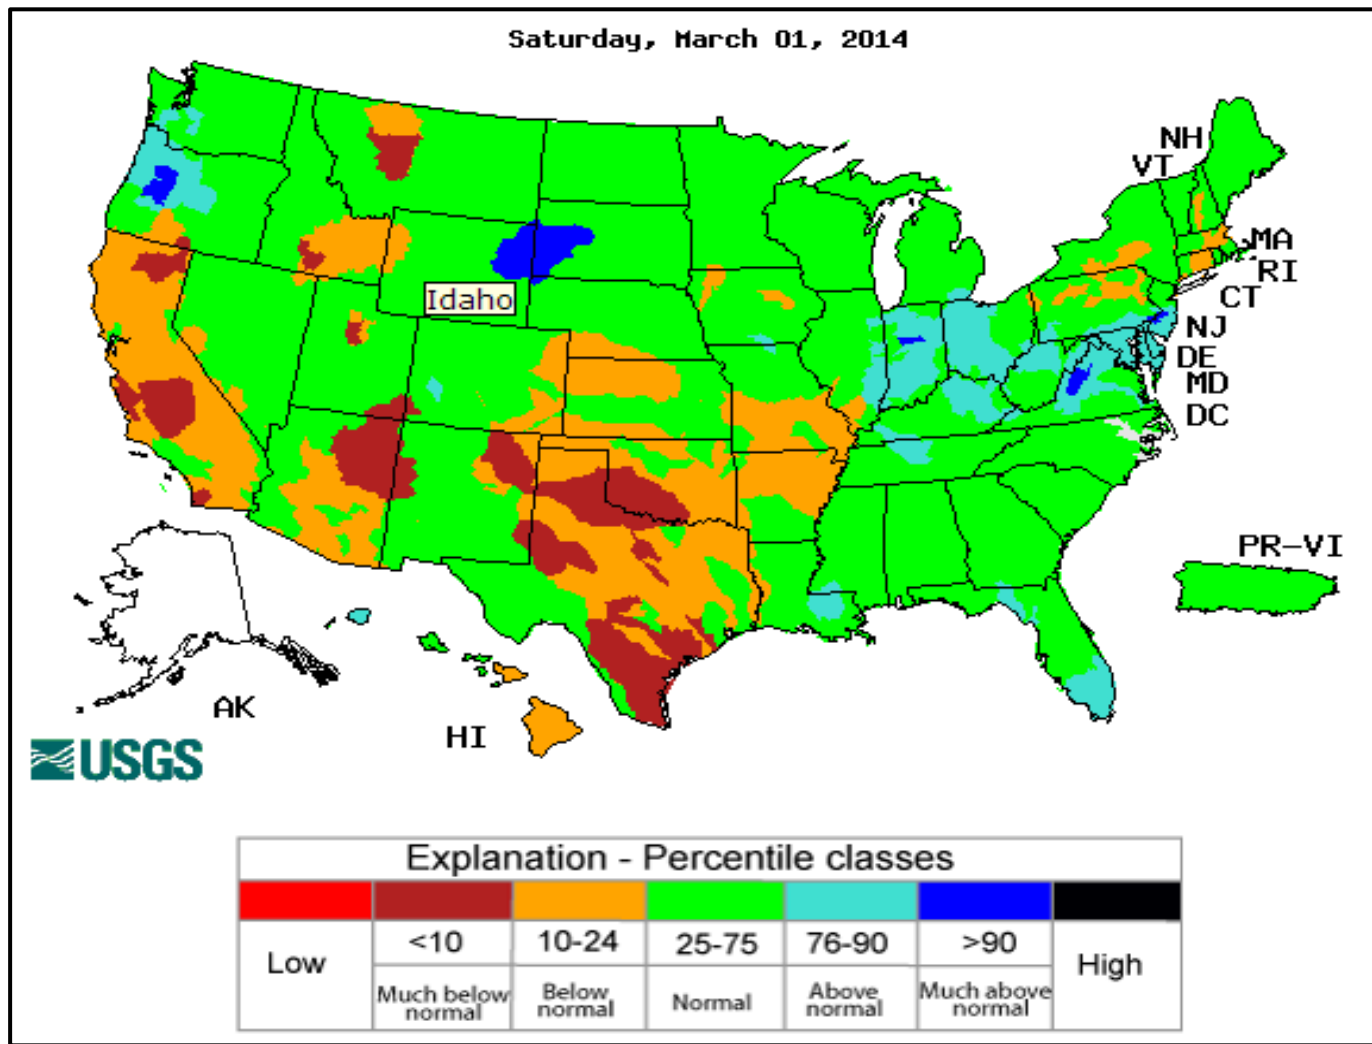 Saturday, March 01, 2014
NH
VT
MA
RI
CT
NJ
DE
MD
DC
Idaho
PR-VI
AK
HI
USGS
Explanation - Percentile classes
Low <10 10-24 25-75 76-90 >90 High
Much below normal Below normal Normal Above normal Much above normal